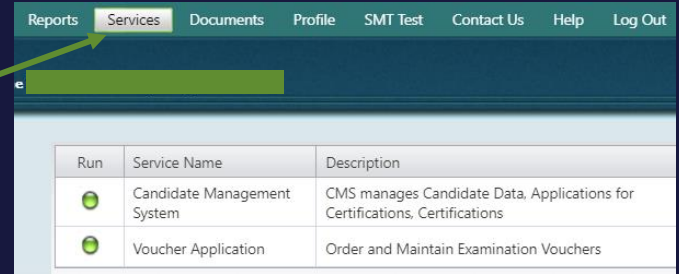 Reports Services Documents Profile SMT Test Contact Us Help Log Out
e
Run Service Name Description
Candidate Management CMS manages Candidate Data, Applications for
System Certifications, Certifications
Voucher Application Order and Maintain Examination Vouchers